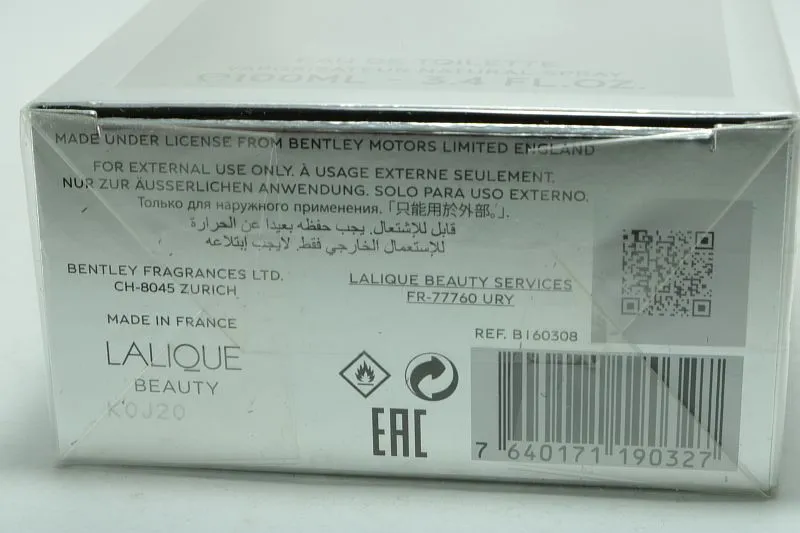 EAU DE TOILETTE
VAPORISATEUR NATURAL SPRAY
℮100ML - 3.4 FL.OZ.
MADE UNDER LICENSE FROM BENTLEY MOTORS LIMITED ENGLAND
FOR EXTERNAL USE ONLY. À USAGE EXTERNE SEULEMENT.
NUR ZUR ÄUSSERLICHEN ANWENDUNG. SOLO PARA USO EXTERNO.
Только для наружного применения. 「只能用於外部。」.
قابل للإشتعال. يجب حفظه بعيدا عن الحرارة
للإستعمال الخارجي فقط. لايجب إبتلاعه
BENTLEY FRAGRANCES LTD.
CH-8045 ZURICH
LALIQUE BEAUTY SERVICES
FR-77760 URY
MADE IN FRANCE
REF. B160308
LALIQUE
BEAUTY
K0J20
EAC
7 640171 190327